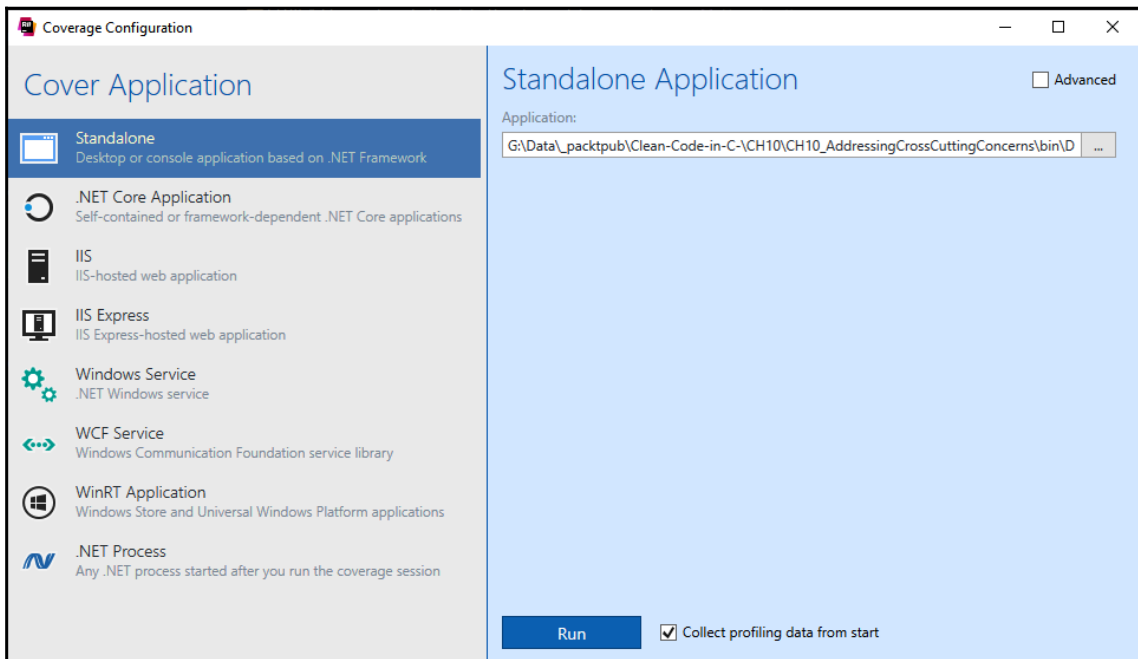 Coverage Configuration
Cover Application
Standalone
Desktop or console application based on .NET Framework
.NET Core Application
Self-contained or framework-dependent .NET Core applications
IIS
IIS-hosted web application
IIS Express
IIS Express-hosted web application
Windows Service
.NET Windows service
WCF Service
Windows Communication Foundation service library
WinRT Application
Windows Store and Universal Windows Platform applications
.NET Process
Any .NET process started after you run the coverage session
Standalone Application
Advanced
Application:
G:\Data\_packtpub\Clean-Code-in-C-\CH10\CH10_AddressingCrossCuttingConcerns\bin\D
...
Run
Collect profiling data from start